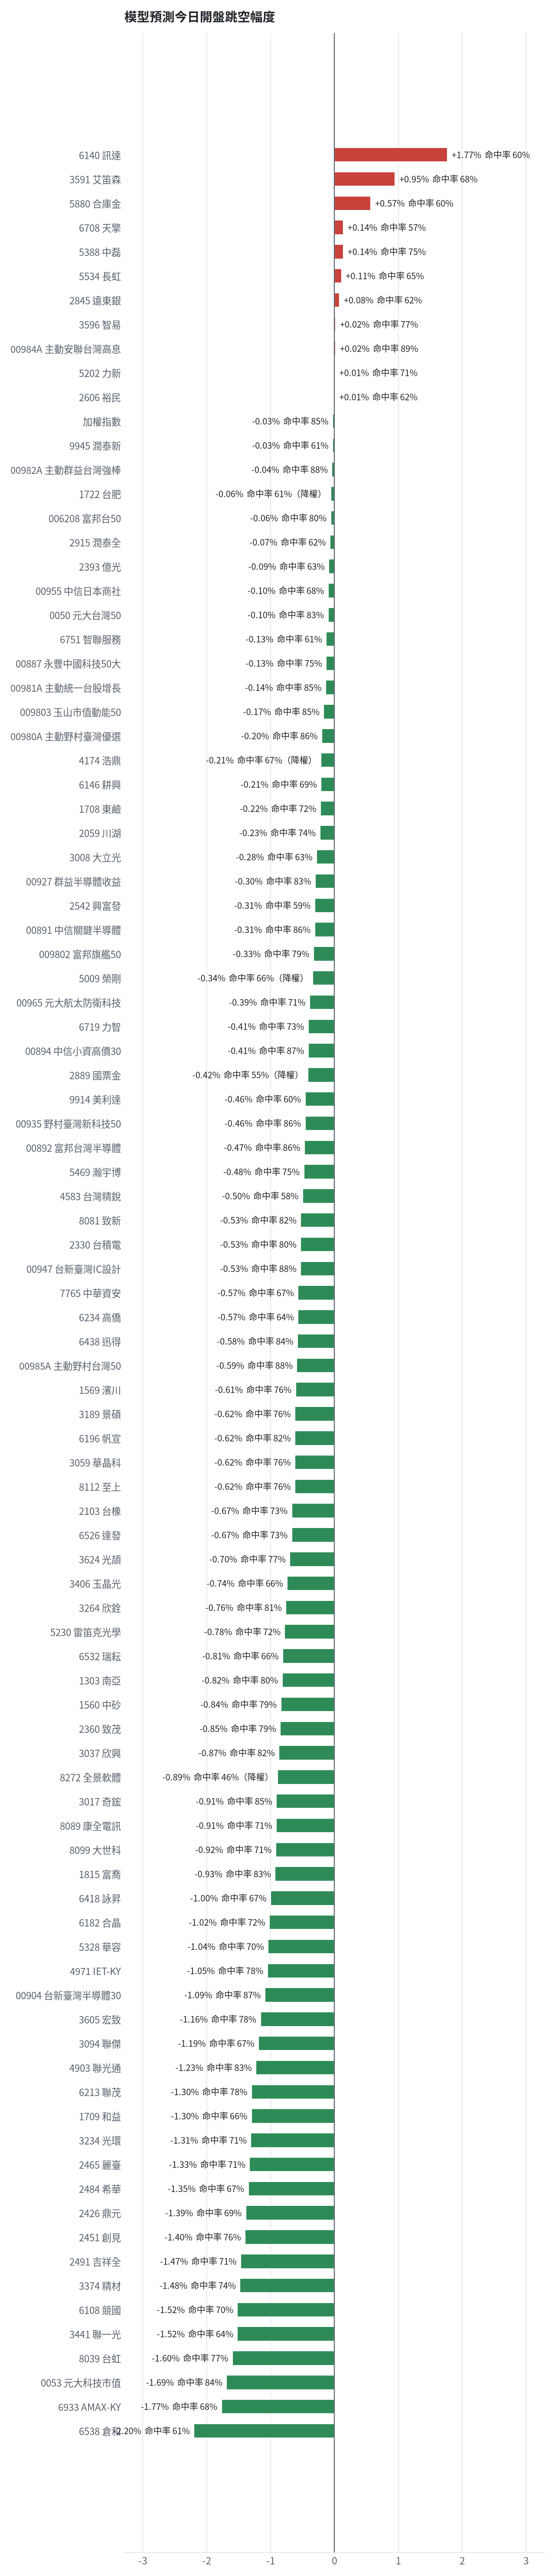 模型預測今日開盤跳空幅度
6140 訊達 +1.77% 命中率 60%
3591 艾笛森 +0.95% 命中率 68%
5880 合庫金 +0.57% 命中率 60%
6708 天擎 +0.14% 命中率 57%
5388 中磊 +0.14% 命中率 75%
5534 長虹 +0.11% 命中率 65%
2845 遠東銀 +0.08% 命中率 62%
3596 智易 +0.02% 命中率 77%
00984A 主動安聯台灣高息 +0.02% 命中率 89%
5202 力新 +0.01% 命中率 71%
2606 裕民 +0.01% 命中率 62%
加權指數 -0.03% 命中率 85%
9945 潤泰新 -0.03% 命中率 61%
00982A 主動群益台灣強棒 -0.04% 命中率 88%
1722 台肥 -0.06% 命中率 61%（降權）
006208 富邦台50 -0.06% 命中率 80%
2915 潤泰全 -0.07% 命中率 62%
2393 億光 -0.09% 命中率 63%
00955 中信日本商社 -0.10% 命中率 68%
0050 元大台灣50 -0.10% 命中率 83%
6751 智聯服務 -0.13% 命中率 61%
00887 永豐中國科技50大 -0.13% 命中率 75%
00981A 主動統一台股增長 -0.14% 命中率 85%
009803 玉山市值動能50 -0.17% 命中率 85%
00980A 主動野村臺灣優選 -0.20% 命中率 86%
4174 浩鼎 -0.21% 命中率 67%（降權）
6146 耕興 -0.21% 命中率 69%
1708 東鹼 -0.22% 命中率 72%
2059 川湖 -0.23% 命中率 74%
3008 大立光 -0.28% 命中率 63%
00927 群益半導體收益 -0.30% 命中率 83%
2542 興富發 -0.31% 命中率 59%
00891 中信關鍵半導體 -0.31% 命中率 86%
009802 富邦旗艦50 -0.33% 命中率 79%
5009 榮剛 -0.34% 命中率 66%（降權）
00965 元大航太防衛科技 -0.39% 命中率 71%
6719 力智 -0.41% 命中率 73%
00894 中信小資高價30 -0.41% 命中率 87%
2889 國票金 -0.42% 命中率 55%（降權）
9914 美利達 -0.46% 命中率 60%
00935 野村臺灣新科技50 -0.46% 命中率 86%
00892 富邦台灣半導體 -0.47% 命中率 86%
5469 瀚宇博 -0.48% 命中率 75%
4583 台灣精銳 -0.50% 命中率 58%
8081 致新 -0.53% 命中率 82%
2330 台積電 -0.53% 命中率 80%
00947 台新臺灣IC設計 -0.53% 命中率 88%
7765 中華資安 -0.57% 命中率 67%
6234 高僑 -0.57% 命中率 64%
6438 迅得 -0.58% 命中率 84%
00985A 主動野村台灣50 -0.59% 命中率 88%
1569 濱川 -0.61% 命中率 76%
3189 景碩 -0.62% 命中率 76%
6196 帆宣 -0.62% 命中率 82%
3059 華晶科 -0.62% 命中率 76%
8112 至上 -0.62% 命中率 76%
2103 台橡 -0.67% 命中率 73%
6526 達發 -0.67% 命中率 73%
3624 光頡 -0.70% 命中率 77%
3406 玉晶光 -0.74% 命中率 66%
3264 欣銓 -0.76% 命中率 81%
5230 雷笛克光學 -0.78% 命中率 72%
6532 瑞耘 -0.81% 命中率 66%
1303 南亞 -0.82% 命中率 80%
1560 中砂 -0.84% 命中率 79%
2360 致茂 -0.85% 命中率 79%
3037 欣興 -0.87% 命中率 82%
8272 全景軟體 -0.89% 命中率 46%（降權）
3017 奇鋐 -0.91% 命中率 85%
8089 康全電訊 -0.91% 命中率 71%
8099 大世科 -0.92% 命中率 71%
1815 富喬 -0.93% 命中率 83%
6418 詠昇 -1.00% 命中率 67%
6182 合晶 -1.02% 命中率 72%
5328 華容 -1.04% 命中率 70%
4971 IET-KY -1.05% 命中率 78%
00904 台新臺灣半導體30 -1.09% 命中率 87%
3605 宏致 -1.16% 命中率 78%
3094 聯傑 -1.19% 命中率 67%
4903 聯光通 -1.23% 命中率 83%
6213 聯茂 -1.30% 命中率 78%
1709 和益 -1.30% 命中率 66%
3234 光環 -1.31% 命中率 71%
2465 麗臺 -1.33% 命中率 71%
2484 希華 -1.35% 命中率 67%
2426 鼎元 -1.39% 命中率 69%
2451 創見 -1.40% 命中率 76%
2491 吉祥全 -1.47% 命中率 71%
3374 精材 -1.48% 命中率 74%
6108 競國 -1.52% 命中率 70%
3441 聯一光 -1.52% 命中率 64%
8039 台虹 -1.60% 命中率 77%
0053 元大科技市值 -1.69% 命中率 84%
6933 AMAX-KY -1.77% 命中率 68%
6538 倉和 -2.20% 命中率 61%
-3 -2 -1 0 1 2 3